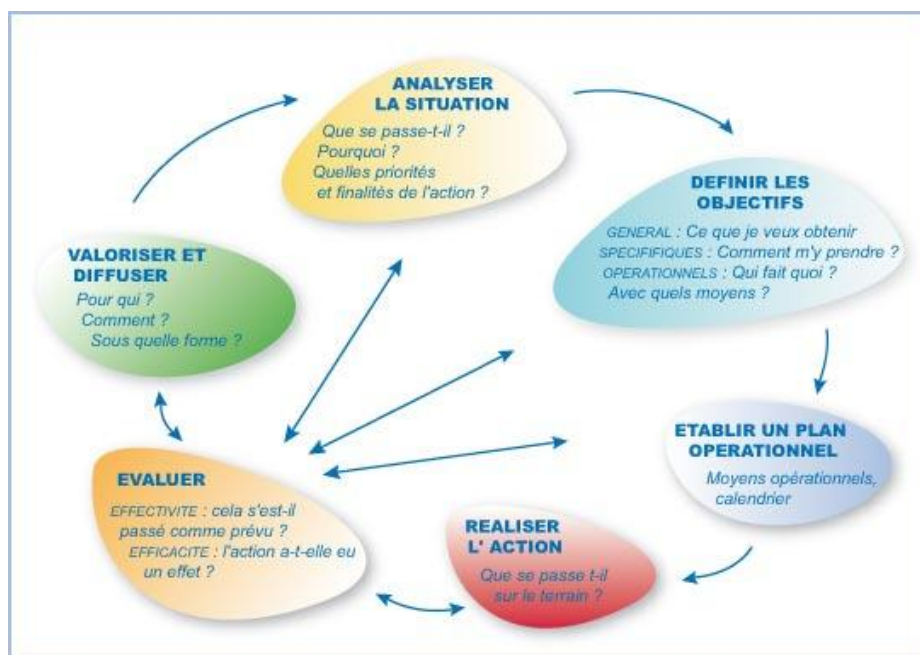 ANALYSER
LA SITUATION
Que se passe-t-il ?
Pourquoi ?
Quelles priorités
et finalités de l'action ?
DEFINIR LES
OBJECTIFS
GENERAL : Ce que je veux obtenir
SPECIFIFIQUES : Comment m'y prendre ?
OPERATIONNELS : Qui fait quoi ?
Avec quels moyens ?
ETABLIR UN PLAN
OPERATIONNEL
Moyens opérationnels,
calendrier
REALISER
L' ACTION
Que se passe t-il
sur le terrain ?
EVALUER
EFFECTIVITE : cela s'est-il
passé comme prévu ?
EFFICACITE : l'action a-t-elle eu
un effet ?
VALORISER ET
DIFFUSER
Pour qui ?
Comment ?
Sous quelle forme ?